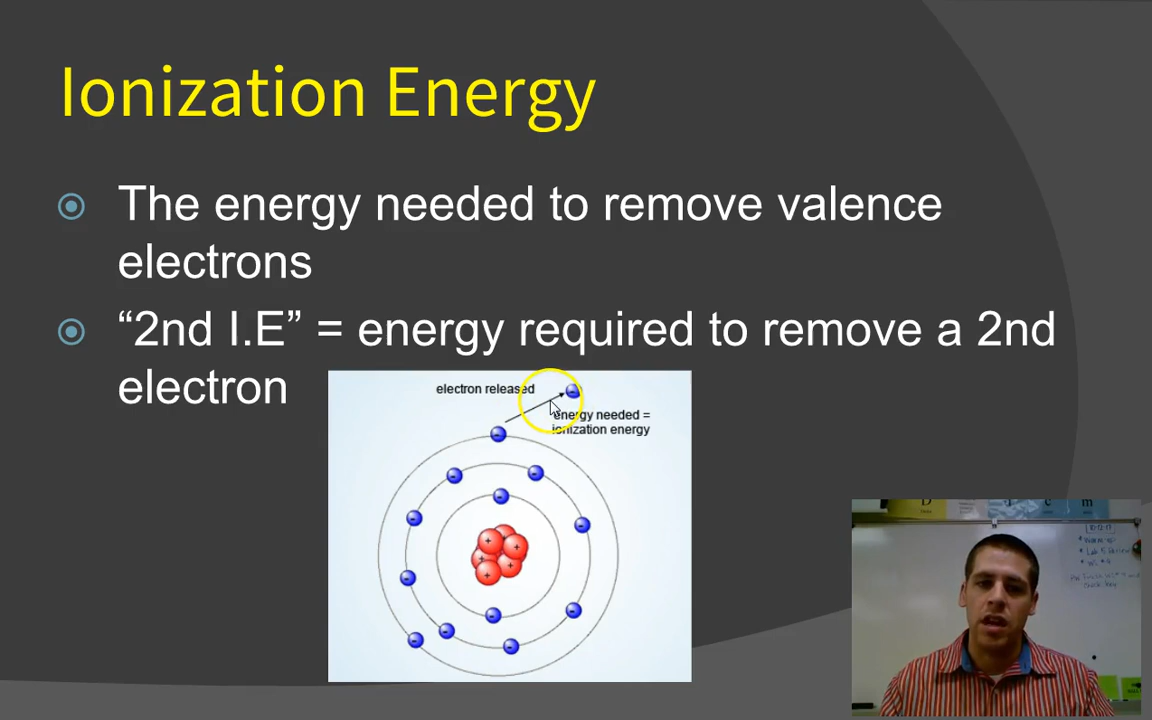 Ionization Energy
The energy needed to remove valence
electrons
“2nd I.E” = energy required to remove a 2nd
electron
electron released
energy needed =
ionization energy